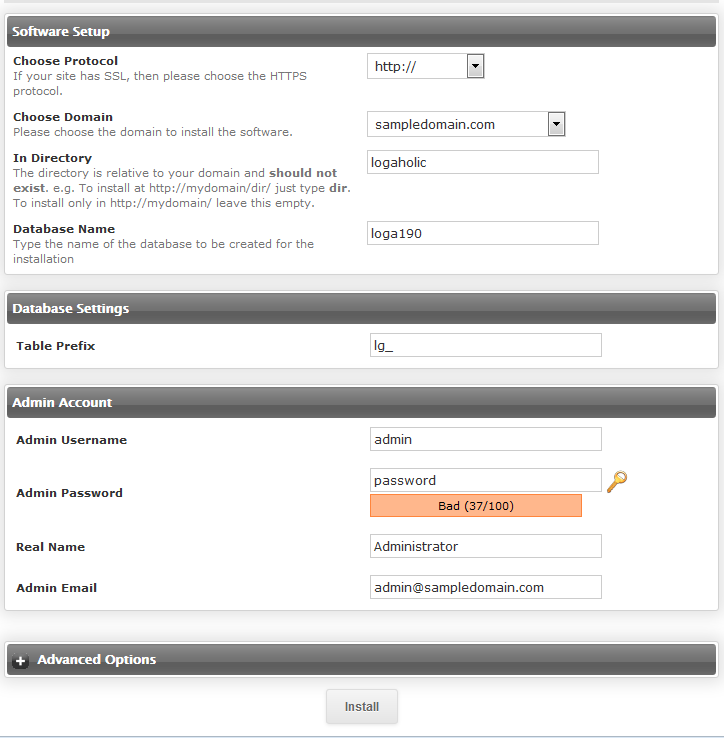 Software Setup
Choose Protocol
If your site has SSL, then please choose the HTTPS
protocol.
http://
Choose Domain
Please choose the domain to install the software.
sampledomain.com
In Directory
The directory is relative to your domain and should not
exist. e.g. To install at http://mydomain/dir/ just type dir.
To install only in http://mydomain/ leave this empty.
logaholic
Database Name
Type the name of the database to be created for the
installation
loga190
Database Settings
Table Prefix
lg_
Admin Account
Admin Username
admin
Admin Password
password
Bad (37/100)
Real Name
Administrator
Admin Email
admin@sampledomain.com
Advanced Options
Install